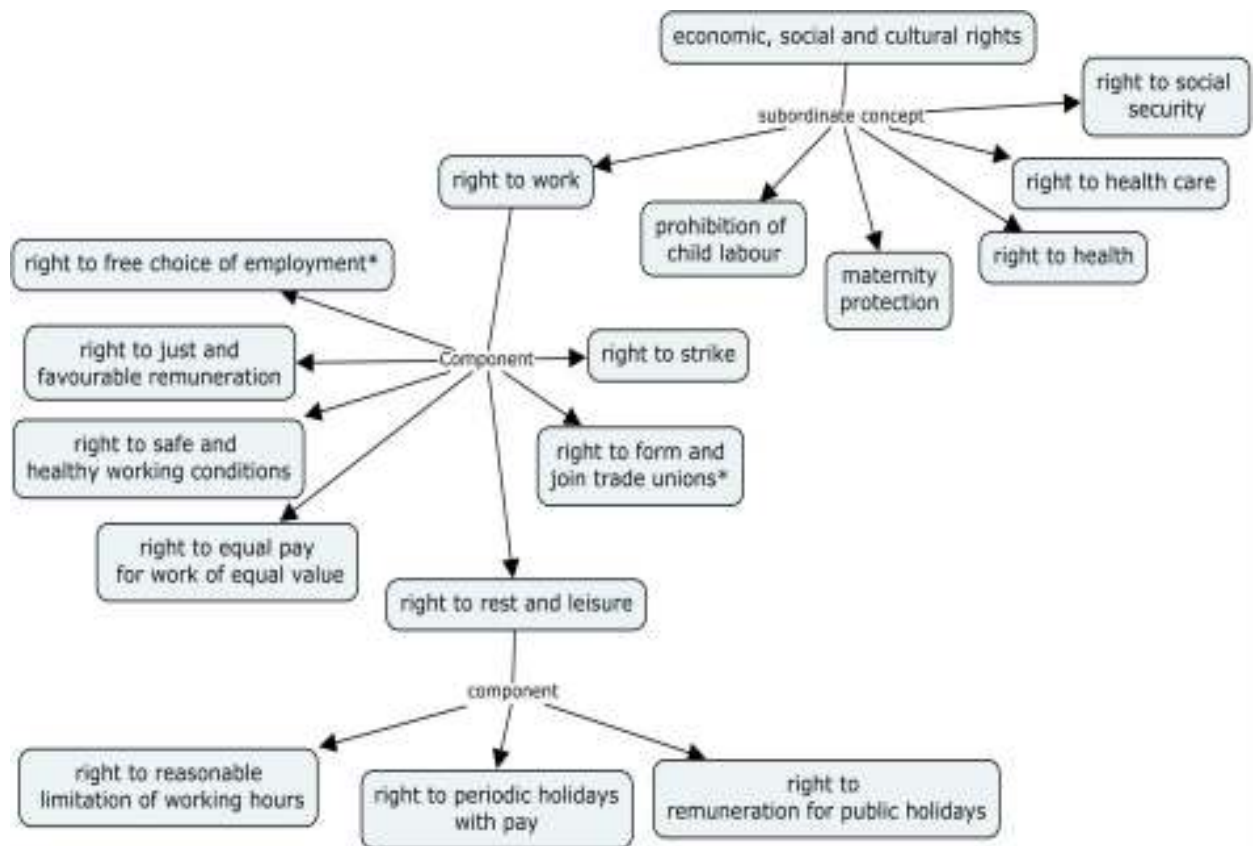 economic, social and cultural rights
right to social
security
subordinate concept
right to work
right to health care
prohibition of
child labour
right to free choice of employment*
right to health
maternity
protection
right to just and
favourable remuneration
Component
right to strike
right to safe and
healthy working conditions
right to form and
join trade unions*
right to equal pay
for work of equal value
right to rest and leisure
component
right to reasonable
limitation of working hours
right to periodic holidays
with pay
right to
remuneration for public holidays